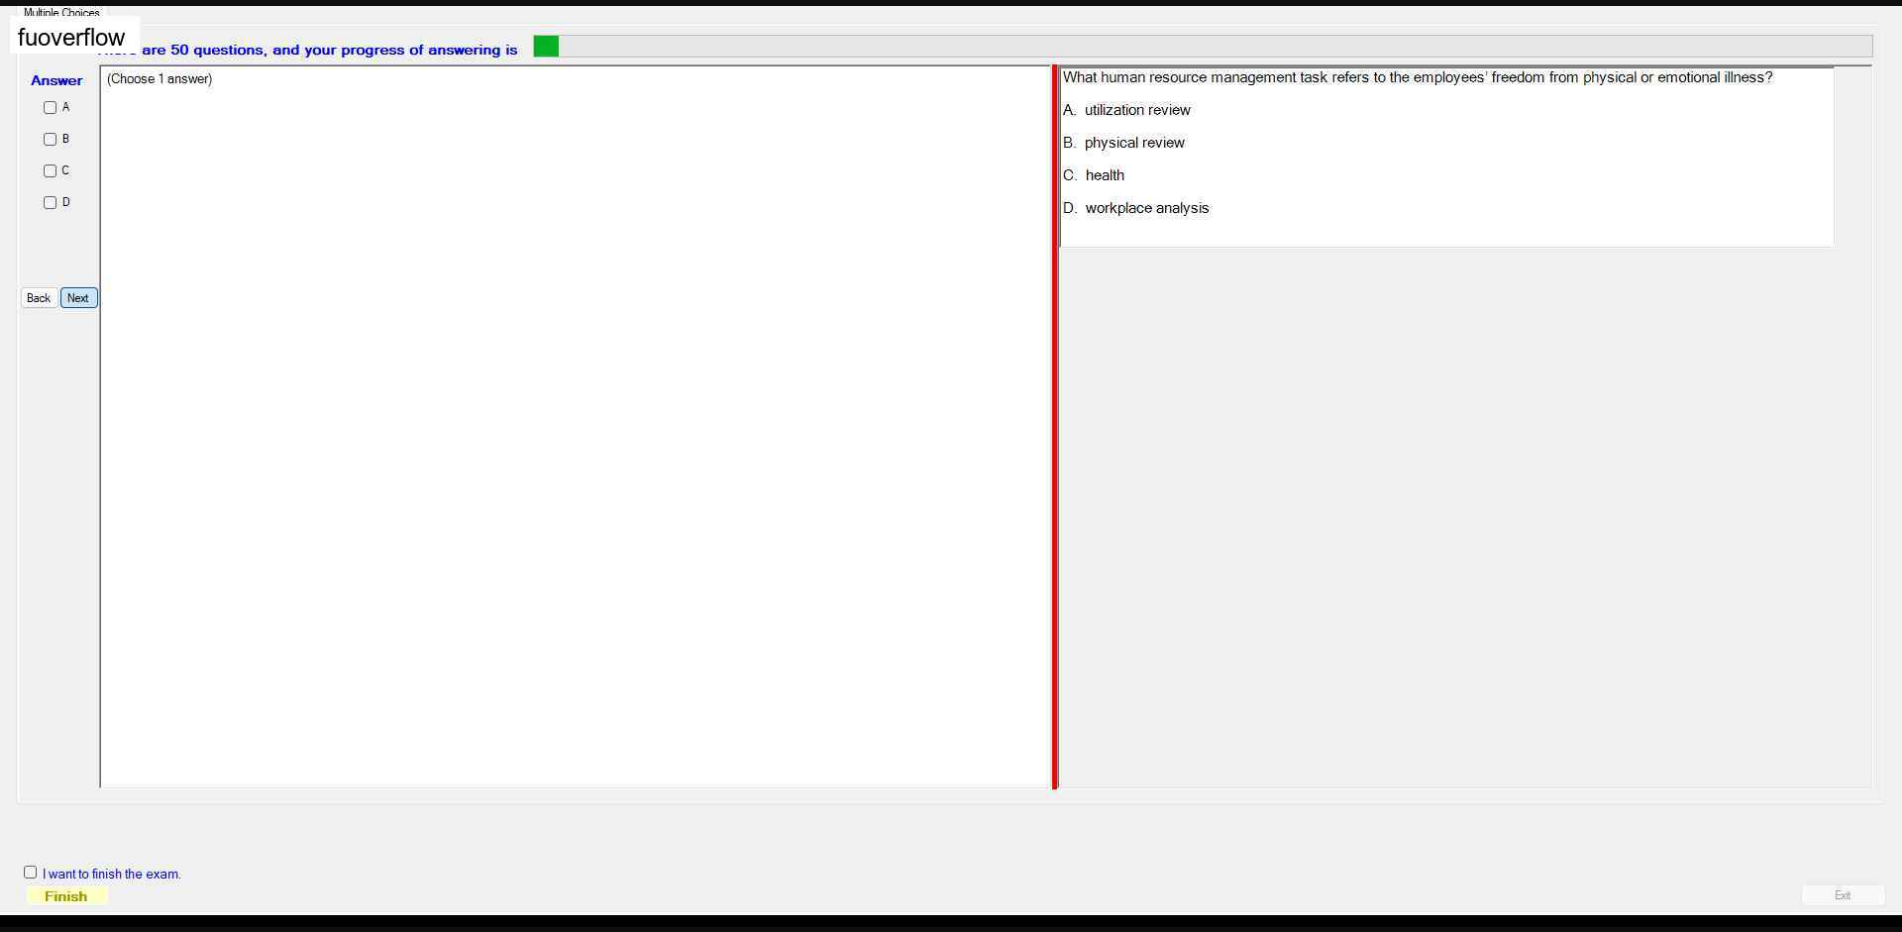 Multiple Choices
fuoverflow
are 50 questions, and your progress of answering is
Answer
(Choose 1 answer)
A
B
C
D
Back
Next
What human resource management task refers to the employees' freedom from physical or emotional illness?
A. utilization review
B. physical review
C. health
D. workplace analysis
I want to finish the exam.
Finish
Exit